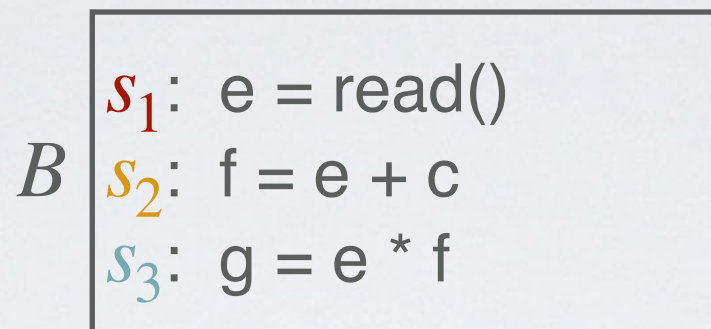 s₁: e = read()
B s₂: f = e + c
s₃: g = e * f